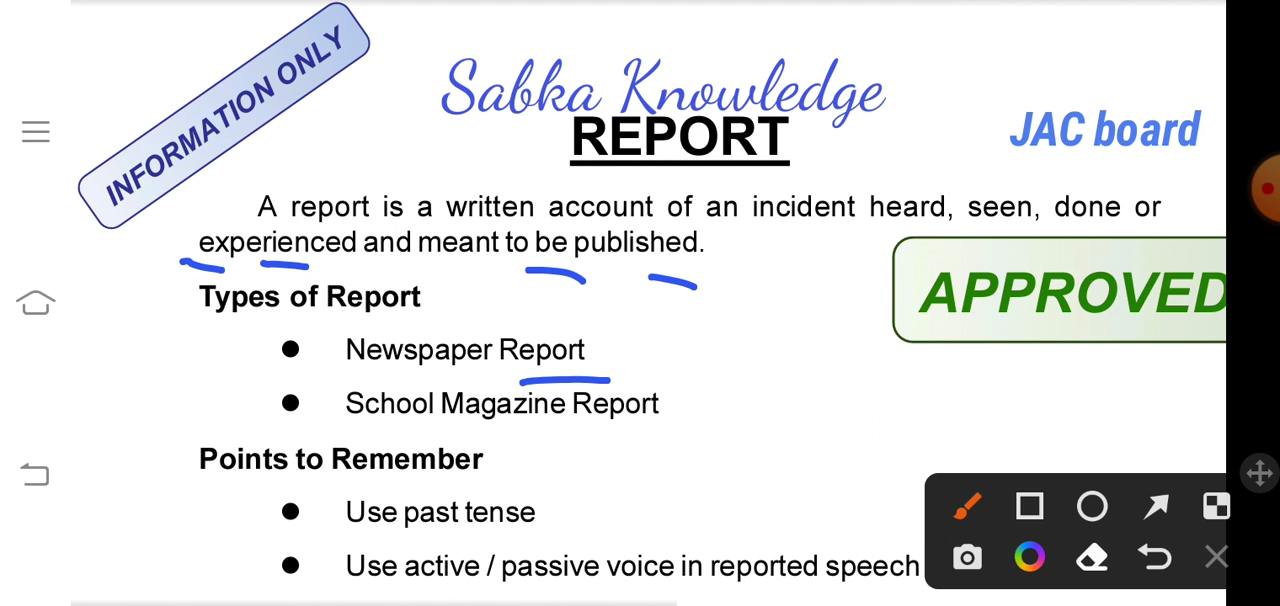 INFORMATION ONLY
Sabka Knowledge
REPORT
JAC board
A report is a written account of an incident heard, seen, done or
experienced and meant to be published.
APPROVED
Types of Report
● Newspaper Report
● School Magazine Report
Points to Remember
● Use past tense
● Use active / passive voice in reported speech